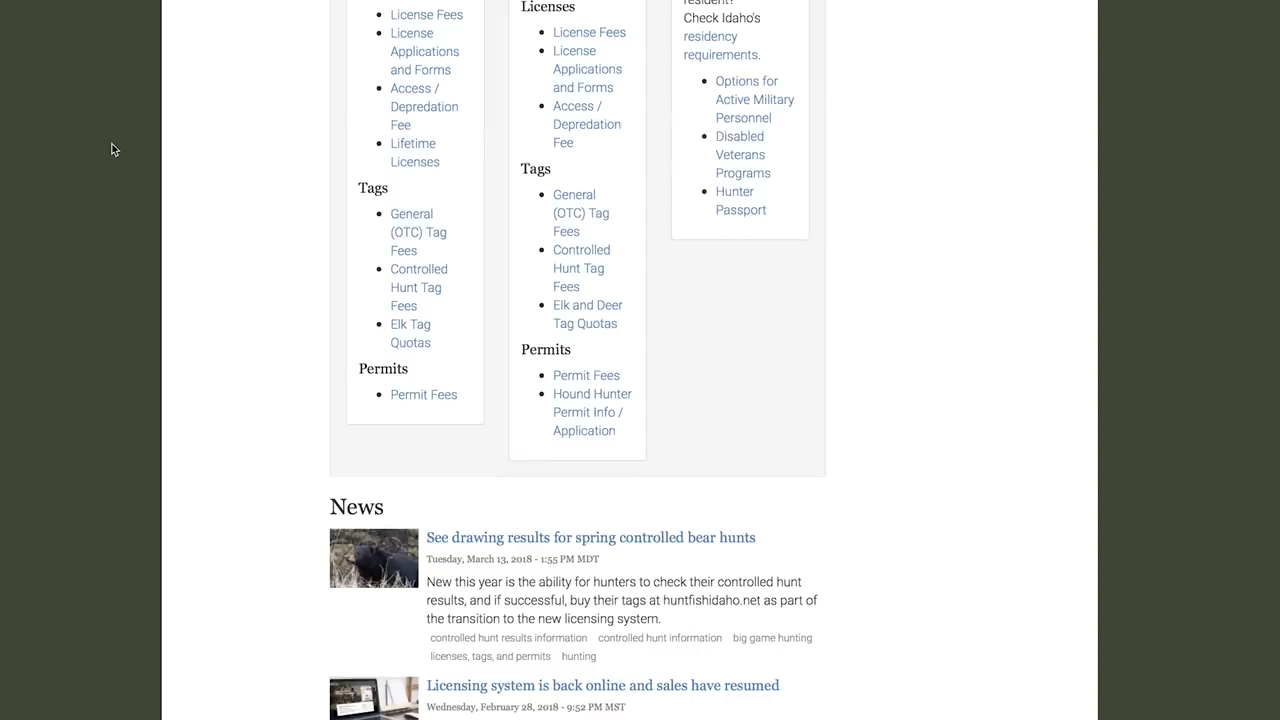 License Fees
License
Applications
and Forms
Access /
Depredation
Fee
Lifetime
Licenses
Tags
General
(OTC) Tag
Fees
Controlled
Hunt Tag
Fees
Elk Tag
Quotas
Permits
Permit Fees
Licenses
License Fees
License
Applications
and Forms
Access /
Depredation
Fee
Tags
General
(OTC) Tag
Fees
Controlled
Hunt Tag
Fees
Elk and Deer
Tag Quotas
Permits
Permit Fees
Hound Hunter
Permit Info /
Application
resident?
Check Idaho's
residency
requirements.
Options for
Active Military
Personnel
Disabled
Veterans
Programs
Hunter
Passport
News
See drawing results for spring controlled bear hunts
Tuesday, March 13, 2018 - 1:55 PM MDT
New this year is the ability for hunters to check their controlled hunt
results, and if successful, buy their tags at huntfishidaho.net as part of
the transition to the new licensing system.
controlled hunt results information controlled hunt information big game hunting
licenses, tags, and permits hunting
Licensing system is back online and sales have resumed
Wednesday, February 28, 2018 - 9:52 PM MST